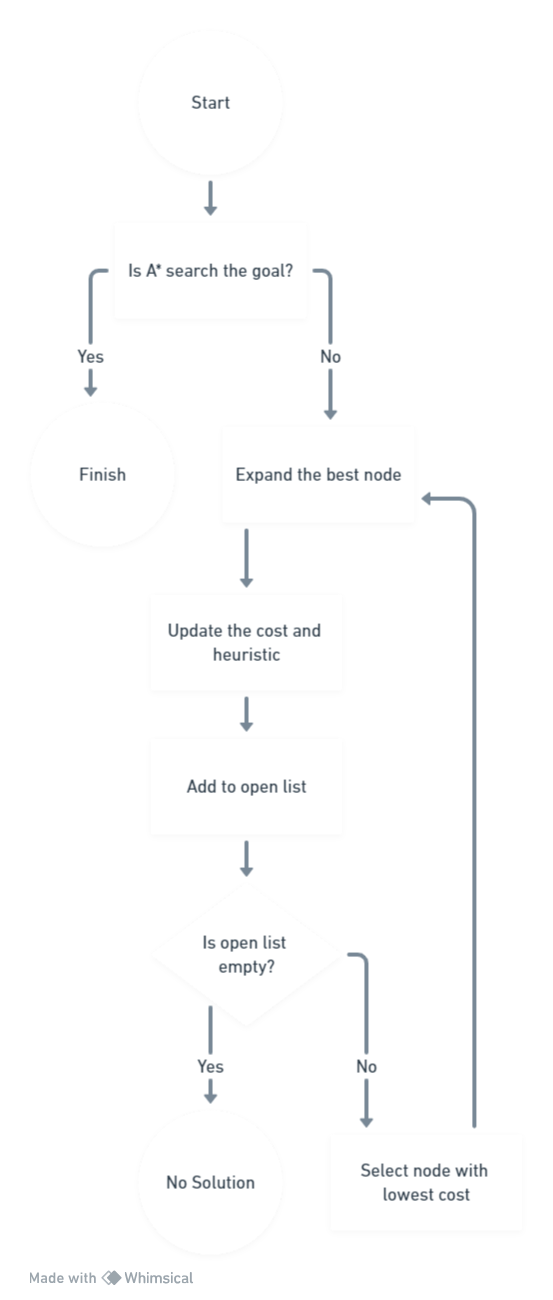 Start
Is A* search the goal?
Yes
No
Finish
Expand the best node
Update the cost and
heuristic
Add to open list
Is open list
empty?
Yes
No
No Solution
Select node with
lowest cost
Made with Whimsical